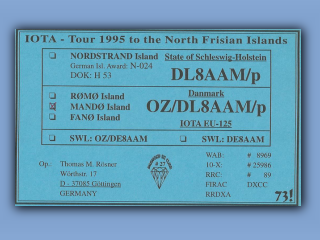 IOTA - Tour 1995 to the North Frisian Islands
NORDSTRAND Island State of Schleswig-Holstein
German Isl. Award: N-024
DOK: H 53 DL8AAM/p
RØMØ Island Danmark
MANDØ Island OZ/DL8AAM/p
FANØ Island IOTA EU-125
SWL: OZ/DE8AAM SWL: DE8AAM
Op.: Thomas M. Rösner
Wörthstr. 17
D - 37085 Göttingen
GERMANY
# 27
WAB: # 8969
10-X: # 25986
RRC: # 89
FIRAC DXCC
RRDXA 73!